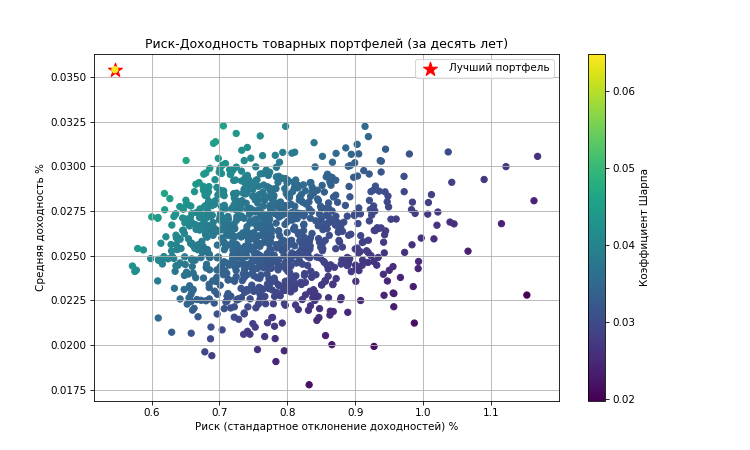 Риск-Доходность товарных портфелей (за десять лет)
Лучший портфель
Средняя доходность %
0.0350
0.0325
0.0300
0.0275
0.0250
0.0225
0.0200
0.0175
0.6 0.7 0.8 0.9 1.0 1.1
Риск (стандартное отклонение доходностей) %
0.06
0.05
0.04
0.03
0.02
Коэффициент Шарпа